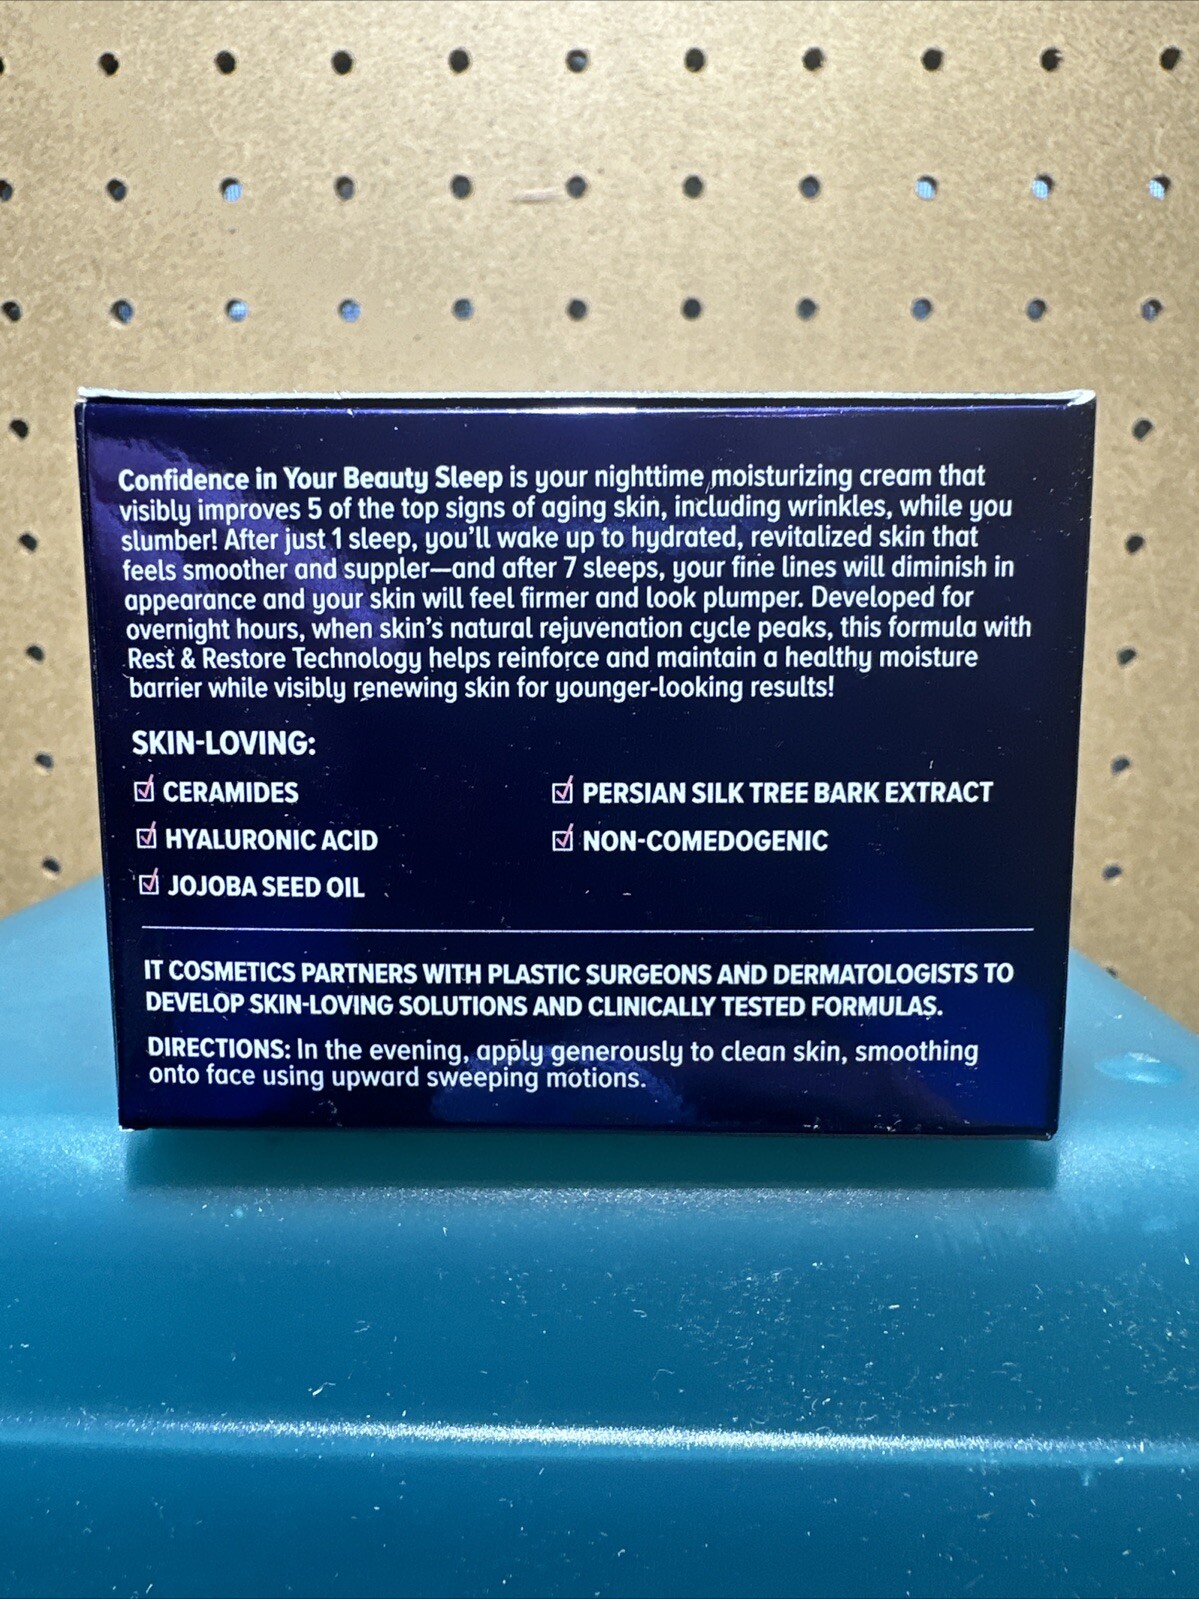 Confidence in Your Beauty Sleep is your nighttime moisturizing cream that
visibly improves 5 of the top signs of aging skin, including wrinkles, while you
slumber! After just 1 sleep, you'll wake up to hydrated, revitalized skin that
feels smoother and suppler—and after 7 sleeps, your fine lines will diminish in
appearance and your skin will feel firmer and look plumper. Developed for
overnight hours, when skin's natural rejuvenation cycle peaks, this formula with
Rest & Restore Technology helps reinforce and maintain a healthy moisture
barrier while visibly renewing skin for younger-looking results!
SKIN-LOVING:
CERAMIDES
HYALURONIC ACID
JOJOBA SEED OIL
PERSIAN SILK TREE BARK EXTRACT
NON-COMEDOGENIC
IT COSMETICS PARTNERS WITH PLASTIC SURGEONS AND DERMATOLOGISTS TO
DEVELOP SKIN-LOVING SOLUTIONS AND CLINICALLY TESTED FORMULAS.
DIRECTIONS: In the evening, apply generously to clean skin, smoothing
onto face using upward sweeping motions.